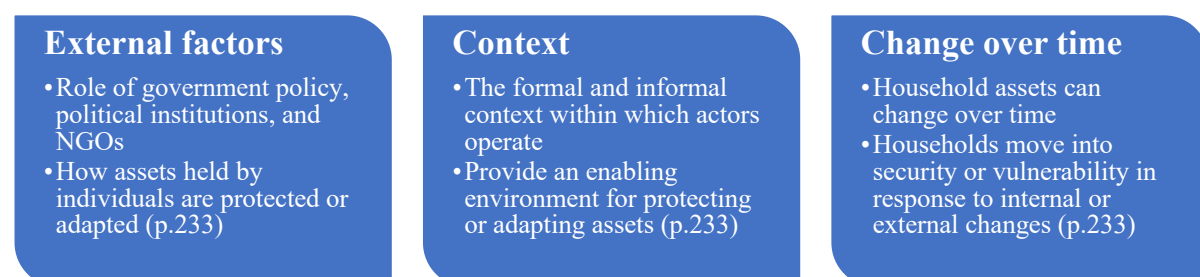 External factors
•Role of government policy,
political institutions, and
NGOs
•How assets held by
individuals are protected or
adapted (p.233)
Context
•The formal and informal
context within which actors
operate
•Provide an enabling
environment for protecting
or adapting assets (p.233)
Change over time
•Household assets can
change over time
•Households move into
security or vulnerability in
response to internal or
external changes (p.233)